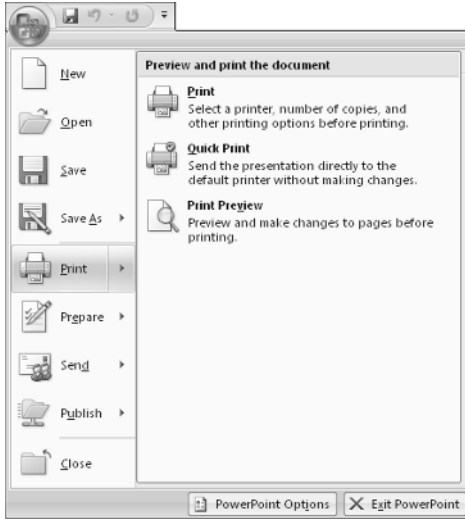 New
Open
Save
Save As
Print
Prepare
Send
Publish
Close
Preview and print the document
Print
Select a printer, number of copies, and
other printing options before printing.
Quick Print
Send the presentation directly to the
default printer without making changes.
Print Preview
Preview and make changes to pages before
printing.
PowerPoint Options
Exit PowerPoint